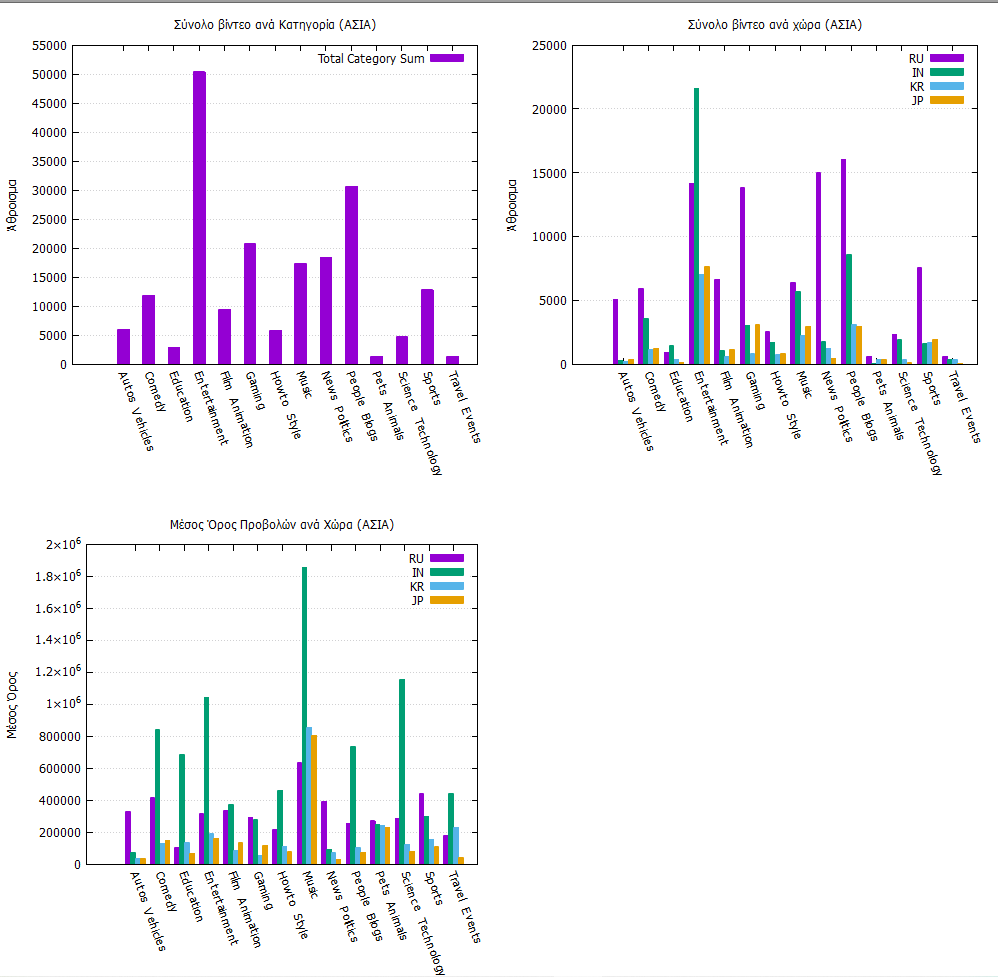 Σύνολο βίντεο ανά Κατηγορία (ΑΣΙΑ)
Άθροισμα
55000
50000
45000
40000
35000
30000
25000
20000
15000
10000
5000
0
Total Category Sum
Autos Vehicles
Comedy
Education
Entertainment
Film Animation
Gaming
Howto Style
Music
News Politics
People Blogs
Pets Animals
Science Technology
Sports
Travel Events
Σύνολο βίντεο ανά χώρα (ΑΣΙΑ)
Άθροισμα
25000
20000
15000
10000
5000
0
RU
IN
KR
JP
Autos Vehicles
Comedy
Education
Entertainment
Film Animation
Gaming
Howto Style
Music
News Politics
People Blogs
Pets Animals
Science Technology
Sports
Travel Events
Μέσος Όρος Προβολών ανά Χώρα (ΑΣΙΑ)
Μέσος Όρος
2×10⁶
1.8×10⁶
1.6×10⁶
1.4×10⁶
1.2×10⁶
1×10⁶
800000
600000
400000
200000
0
RU
IN
KR
JP
Autos Vehicles
Comedy
Education
Entertainment
Film Animation
Gaming
Howto Style
Music
News Politics
People Blogs
Pets Animals
Science Technology
Sports
Travel Events